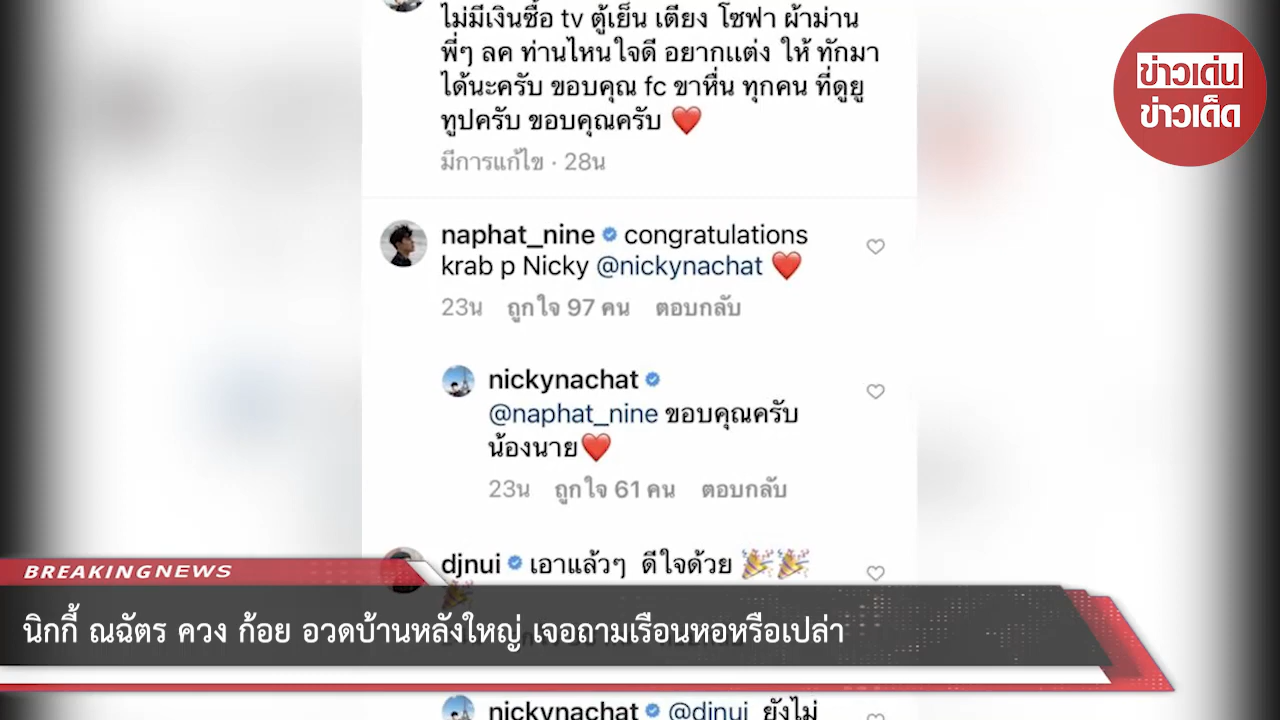 ไม่มีเงินซื้อ tv ตู้เย็น เตียง โซฟา ผ้าม่าน
พี่ๆ ลค ท่านไหนใจดี อยากแต่ง ให้ ทักมา
ได้นะครับ ขอบคุณ fc ขาหื่น ทุกคน ที่ดูยู
ทูปครับ ขอบคุณครับ ❤️
มีการแก้ไข · 28น
naphat_nine congratulations
krab p Nicky @nickynachat ❤️
23น ถูกใจ 97 คน ตอบกลับ
nickynachat
@naphat_nine ขอบคุณครับ
น้องนาย❤️
23น ถูกใจ 61 คน ตอบกลับ
djnui เอาแล้วๆ ดีใจด้วย 🎉🎉
🎉
nickynachat @djnui ยังไม่
ข่าวเด่น
ข่าวเด็ด
BREAKING NEWS
นิกกี้ ณฉัตร ควง ก้อย อวดบ้านหลังใหญ่ เจอถามเรือนหอหรือเปล่า